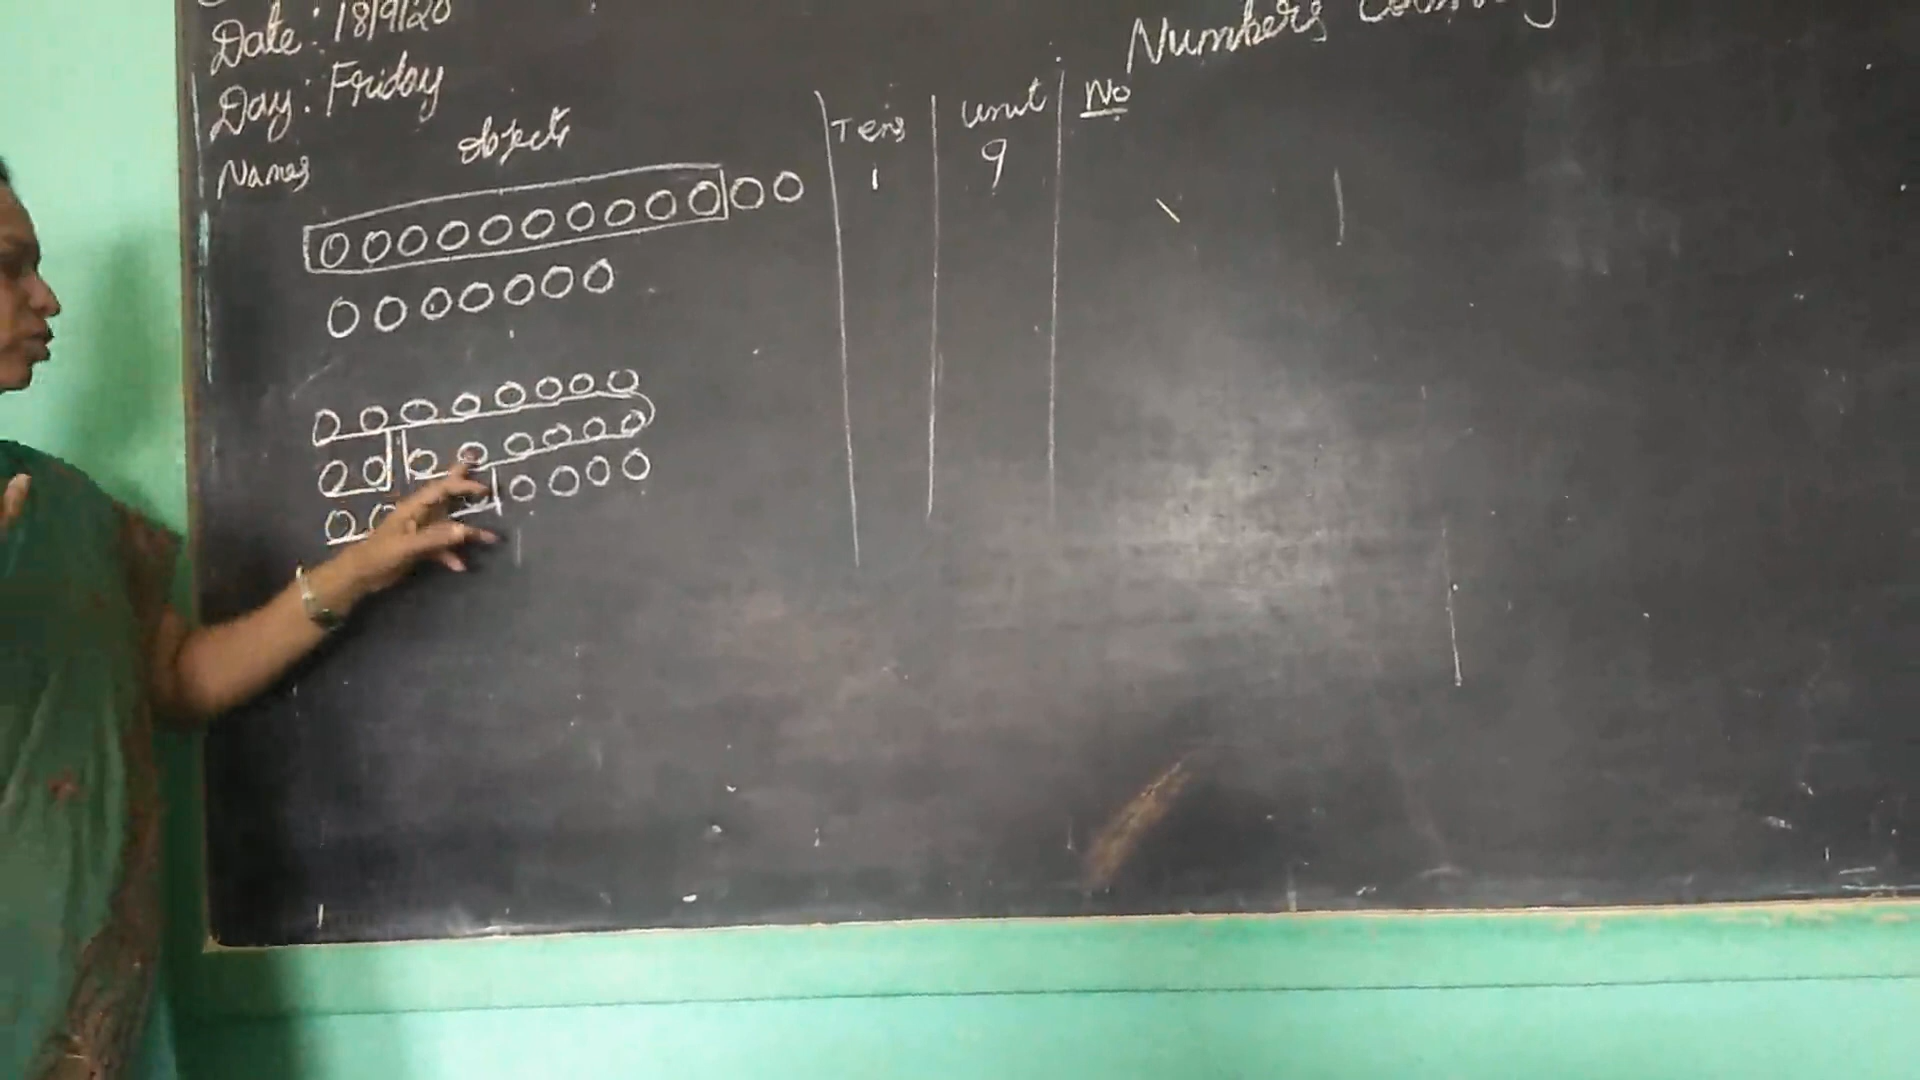 Numbers
Date: 18/9/20
Day: Friday
Names objects Tens unit No
1 9